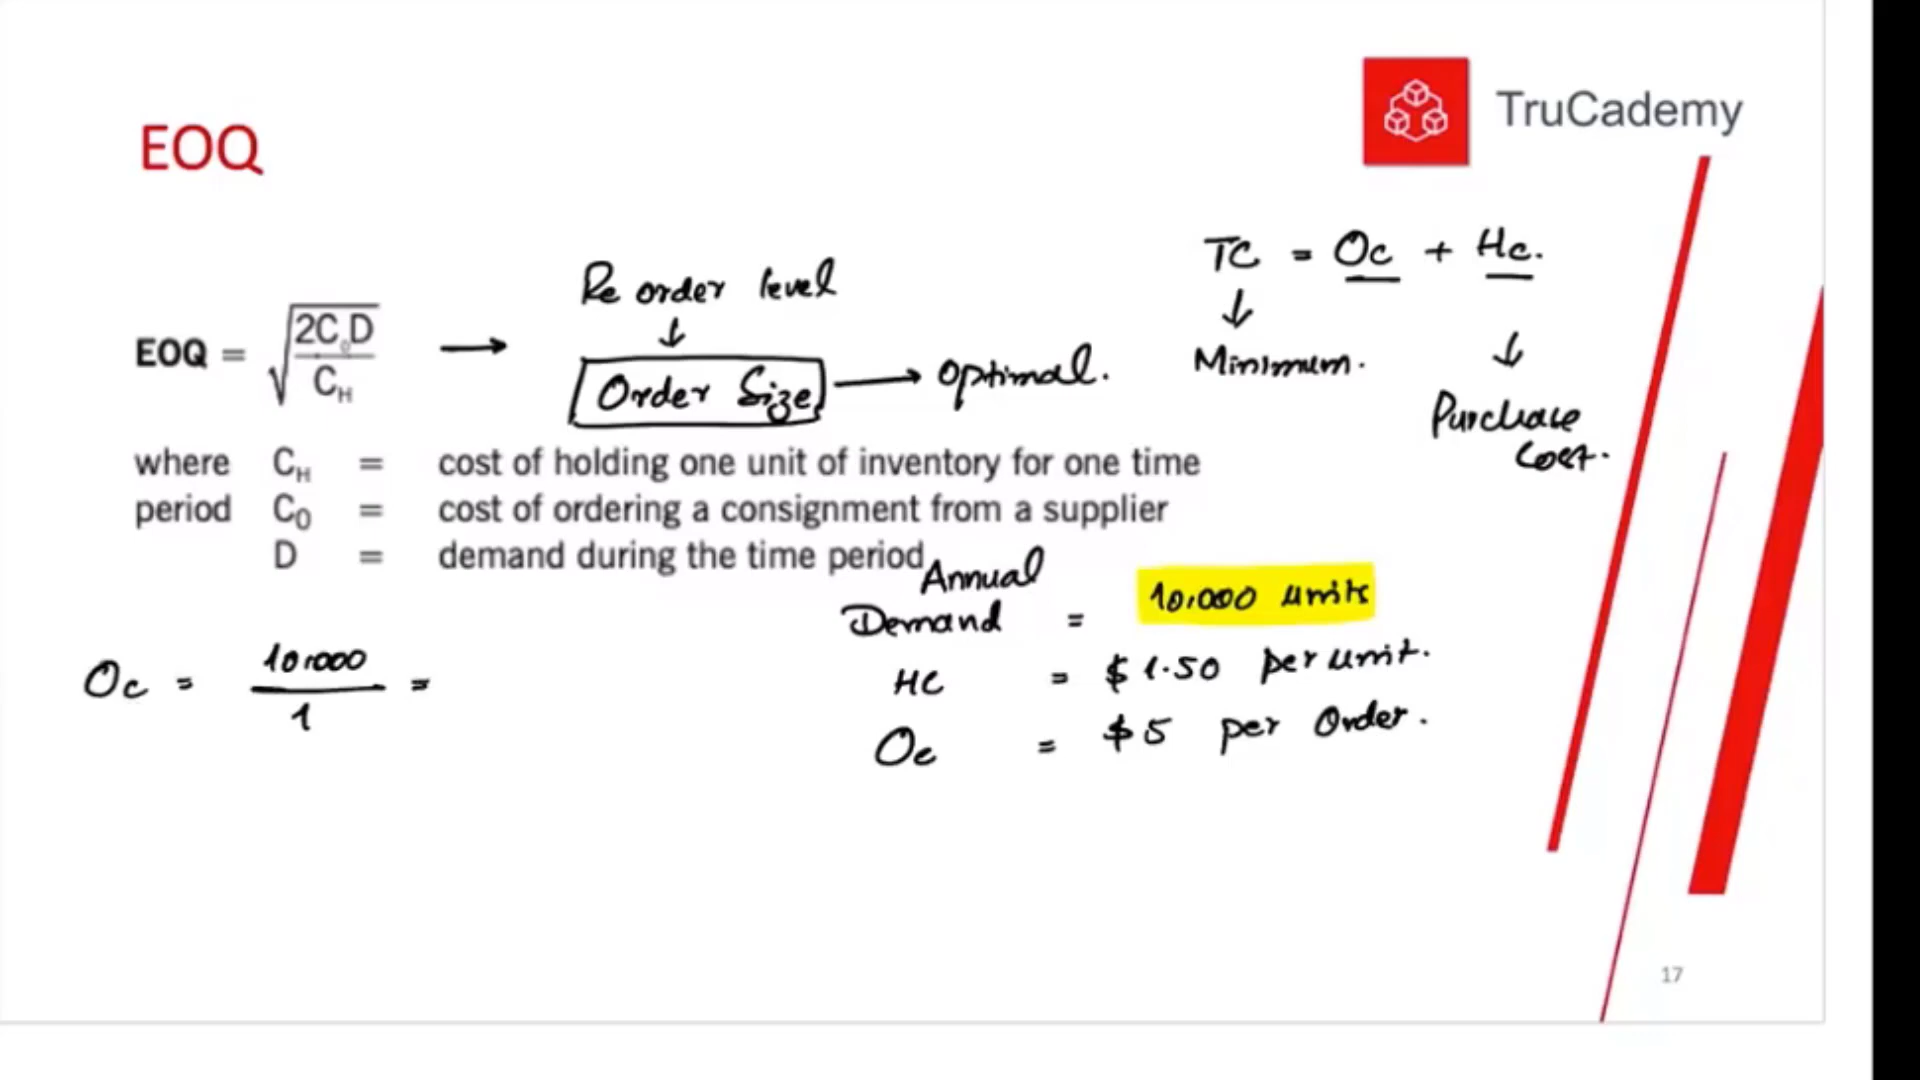 TruCademy
EOQ
TC = Oc + Hc.
Re order level
Minimum.
EOQ = √2C₀D / C_H
Order Size → Optimal.
Purchase
Cost.
where C_H = cost of holding one unit of inventory for one time
period C₀ = cost of ordering a consignment from a supplier
D = demand during the time period
Annual
Demand = 10,000 units
Oc = 10,000 / 1 =
HC = $ 1.50 per unit.
Oc = $5 per Order.
17